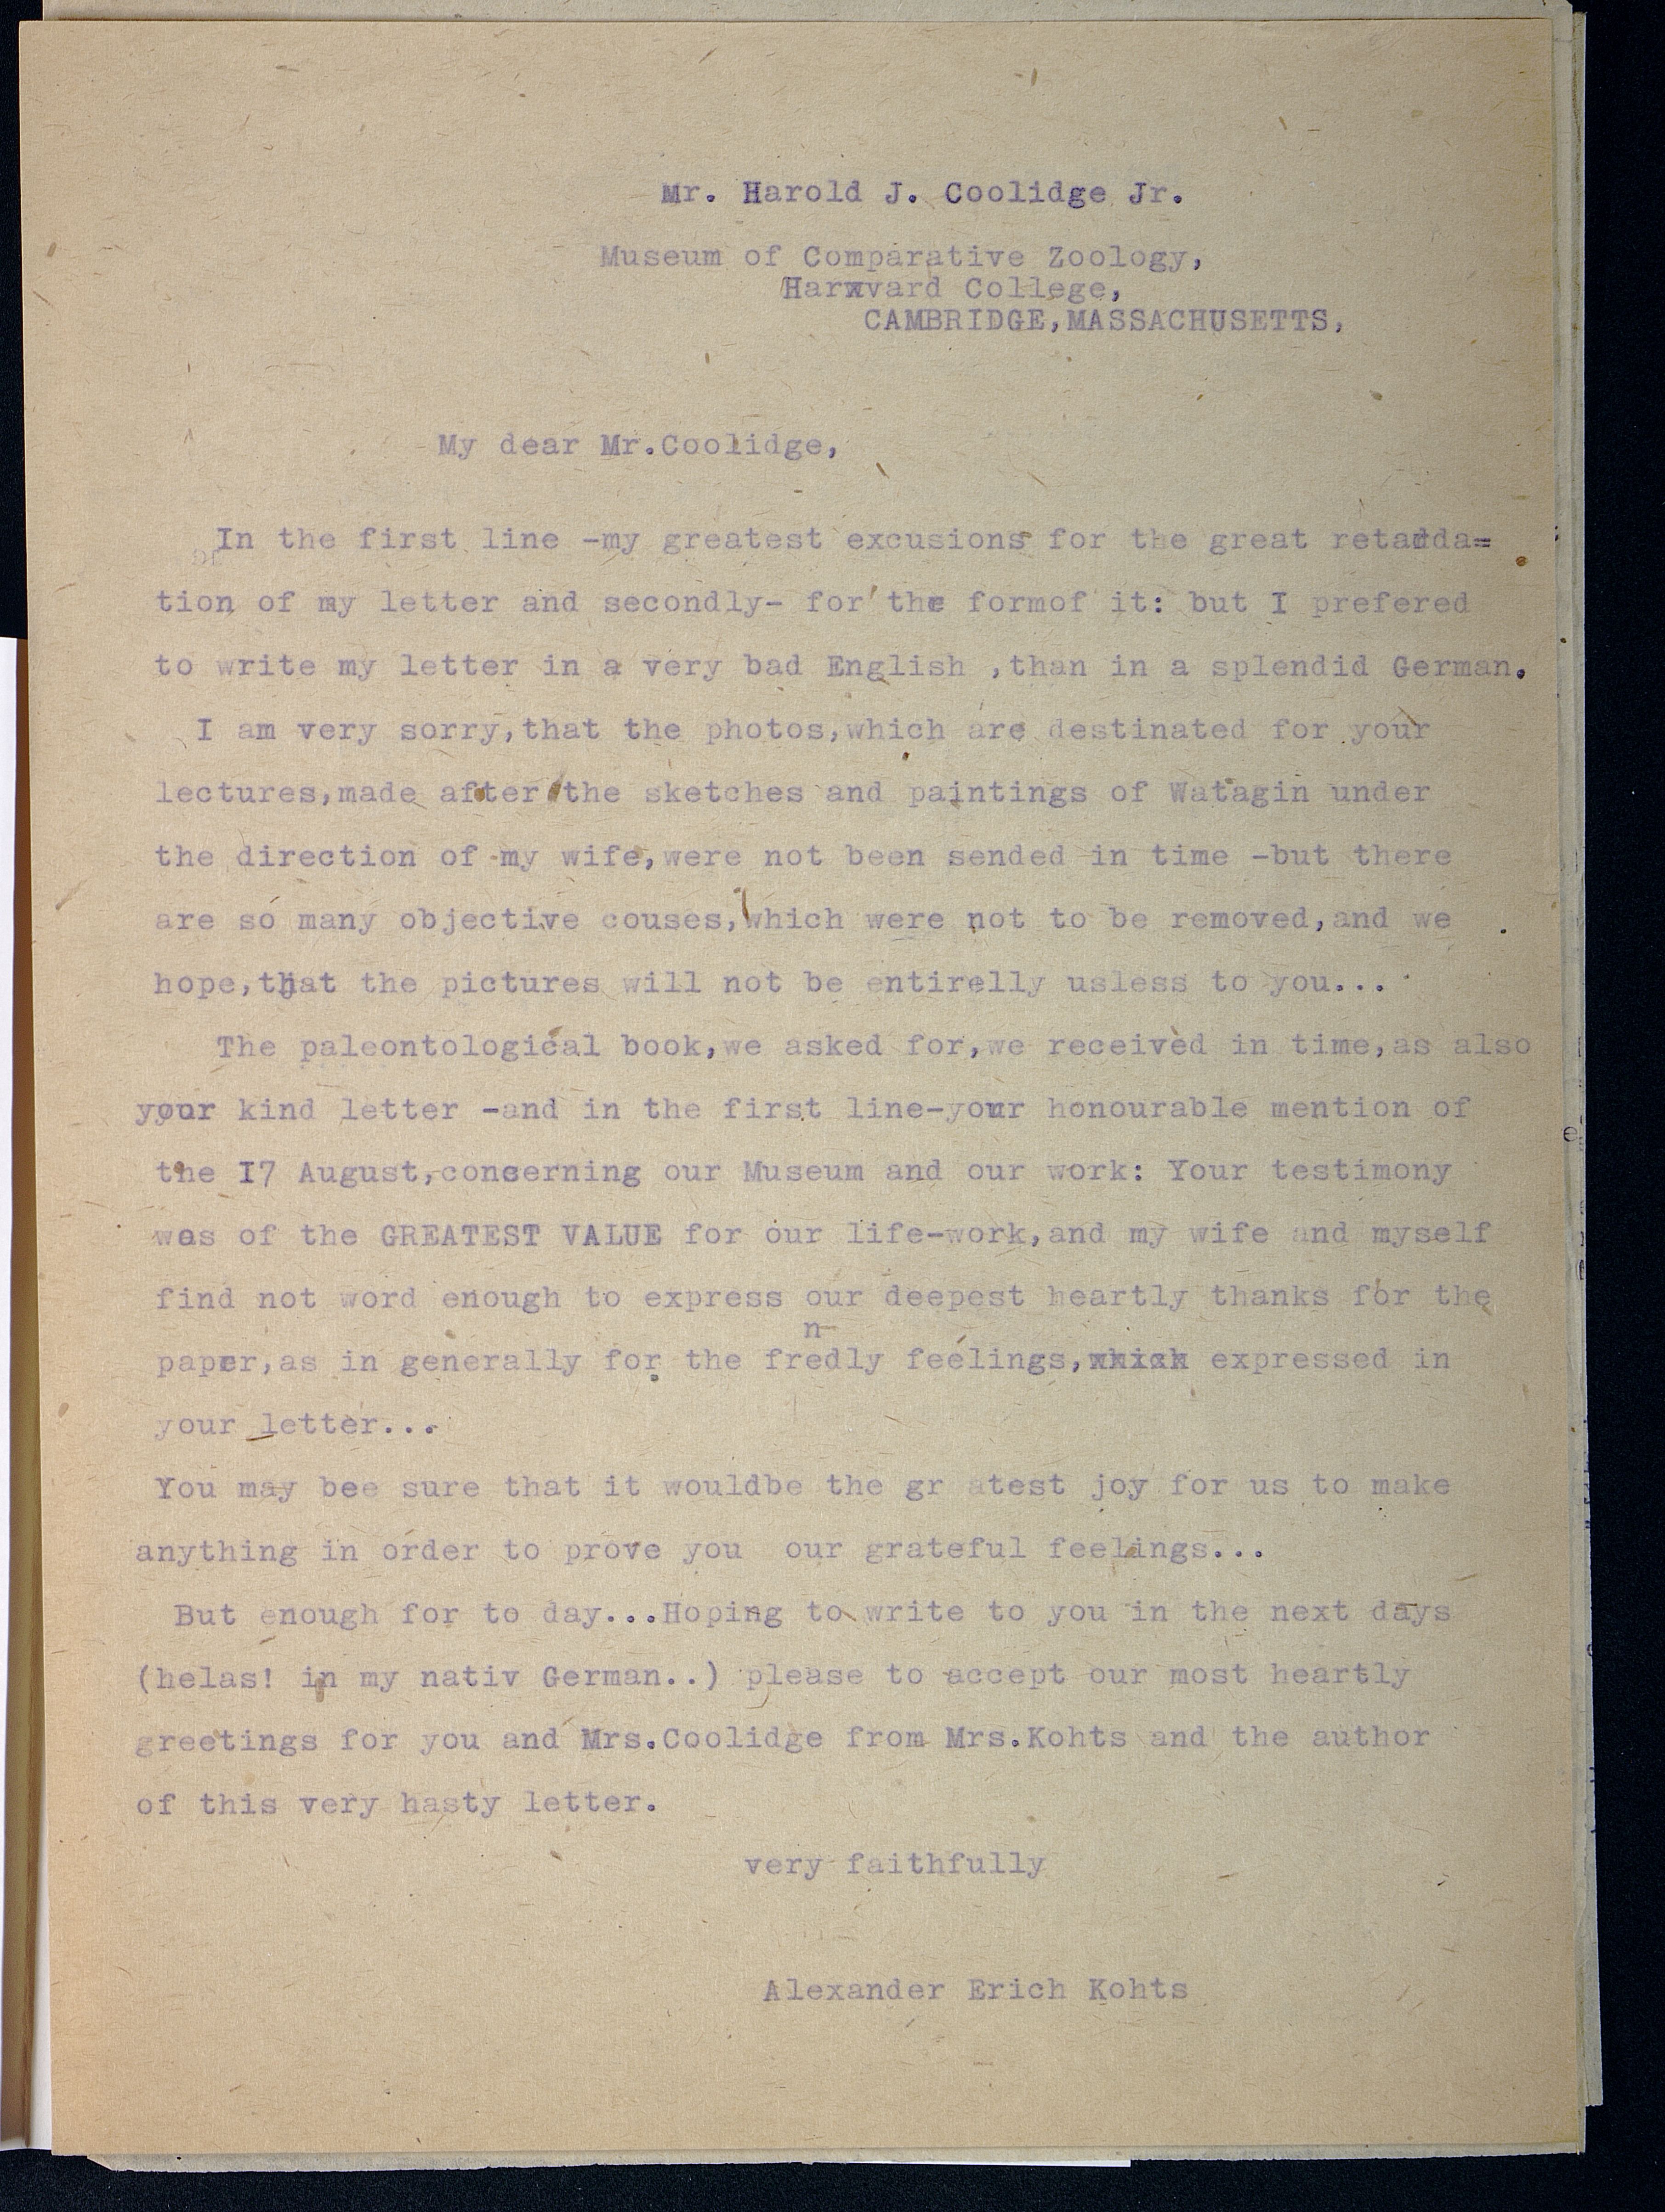 Mr. Harold J. Coolidge Jr.
Museum of Comparative Zoology,
Harvard College,
CAMBRIDGE,MASSACHUSETTS,
My dear Mr.Coolidge,
In the first line -my greatest excusions for the great retadda=
tion of my letter and secondly- for the formof it: but I prefered
to write my letter in a very bad English ,than in a splendid German.
I am very sorry,that the photos,which are destinated for your
lectures,made after the sketches and paintings of Watagin under
the direction of my wife,were not been sended in time -but there
are so many objective couses,which were not to be removed,and we
hope,that the pictures will not be entirelly usless to you...
The paleontological book,we asked for,we received in time,as also
your kind letter -and in the first line-your honourable mention of
the I7 August,concerning our Museum and our work: Your testimony
was of the GREATEST VALUE for our life-work,and my wife and myself
find not word enough to express our deepest heartly thanks for the
n
paper,as in generally for the fredly feelings,which expressed in
your letter...
You may bee sure that it wouldbe the gr atest joy for us to make
anything in order to prove you our grateful feelings...
But enough for to day...Hoping to write to you in the next days
(helas! in my nativ German..) please to accept our most heartly
greetings for you and Mrs.Coolidge from Mrs.Kohts and the author
of this very hasty letter.
very faithfully
Alexander Erich Kohts